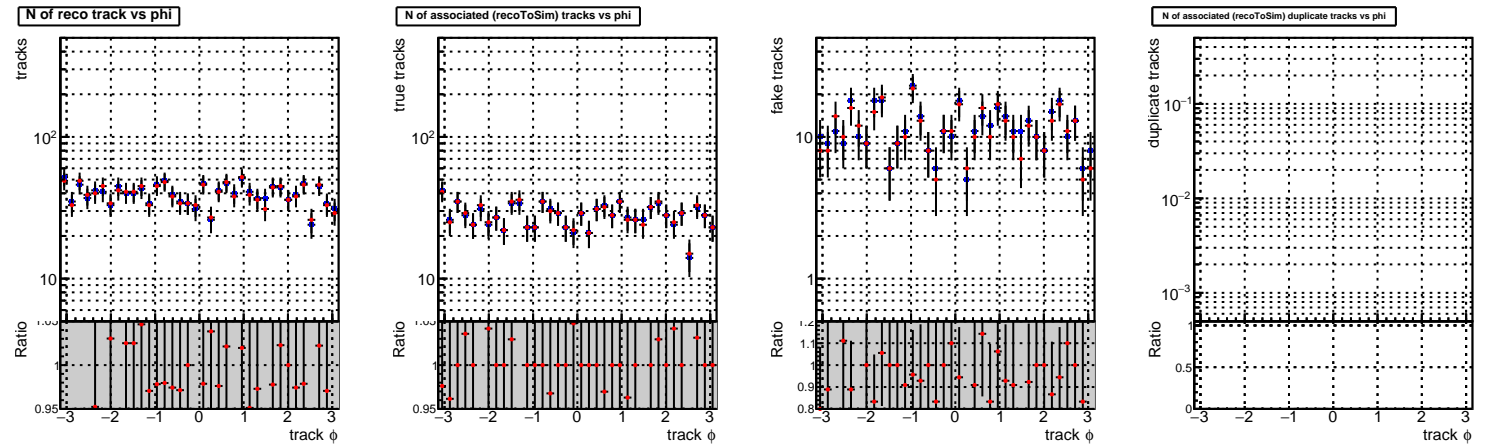 N of reco track vs phi
tracks
10²
10
Ratio
1.05
1
0.95
−3 −2 −1 0 1 2 3
track ϕ
N of associated (recoToSim) tracks vs phi
true tracks
10²
10
Ratio
1.05
1
0.95
−3 −2 −1 0 1 2 3
track ϕ
fake tracks
10
1
Ratio
1.2
1.1
1
0.9
0.8
−3 −2 −1 0 1 2 3
track ϕ
N of associated (recoToSim) duplicate tracks vs phi
duplicate tracks
10⁻¹
10⁻²
10⁻³
Ratio
1
0.5
0
−3 −2 −1 0 1 2 3
track ϕ